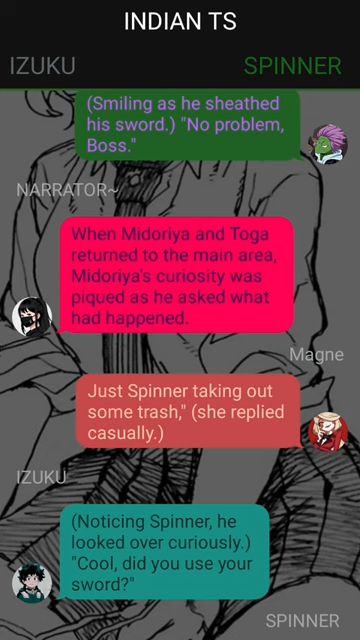 INDIAN TS
IZUKU SPINNER
(Smiling as he sheathed
his sword.) "No problem,
Boss."
NARRATOR~
When Midoriya and Toga
returned to the main area,
Midoriya's curiosity was
piqued as he asked what
had happened.
Magne
Just Spinner taking out
some trash," (she replied
casually.)
IZUKU
(Noticing Spinner, he
looked over curiously.)
"Cool, did you use your
sword?"
SPINNER